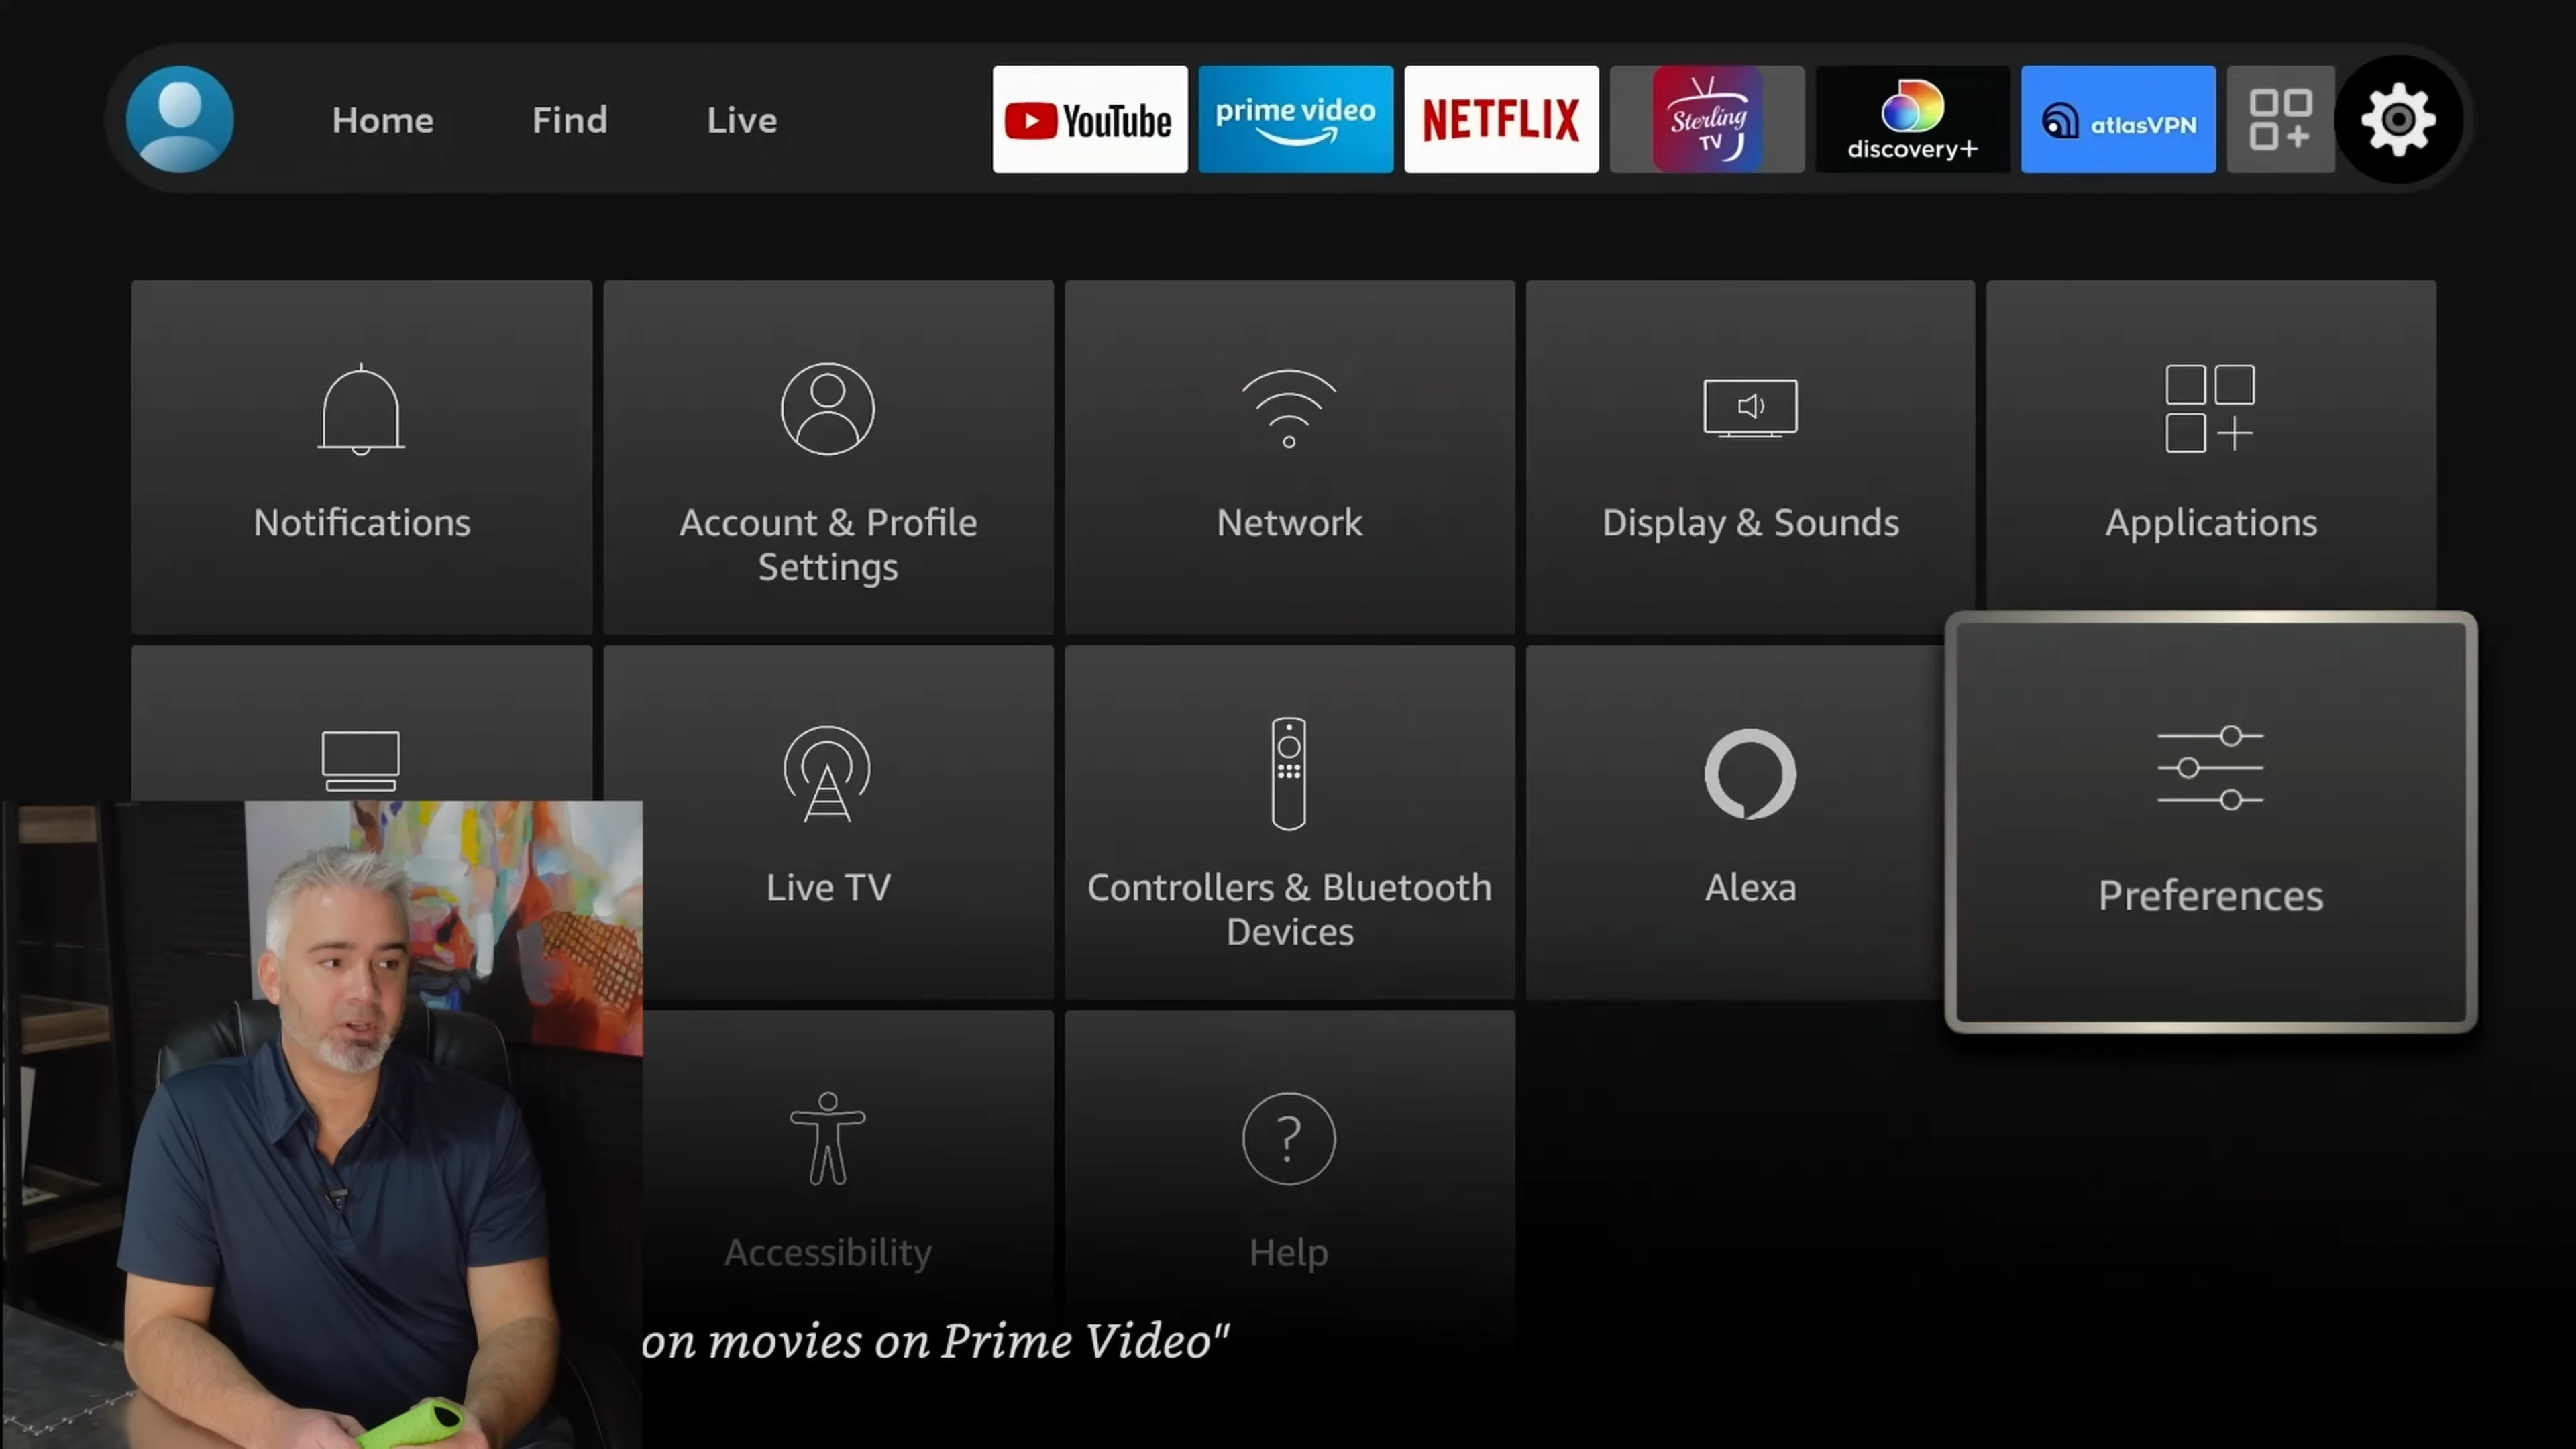 Home
Find
Live
YouTube
prime video
NETFLIX
Sterling
TV
discovery+
atlasVPN
Notifications
Account & Profile
Settings
Network
Display & Sounds
Applications
Live TV
Controllers & Bluetooth
Devices
Alexa
Preferences
Accessibility
Help
on movies on Prime Video"